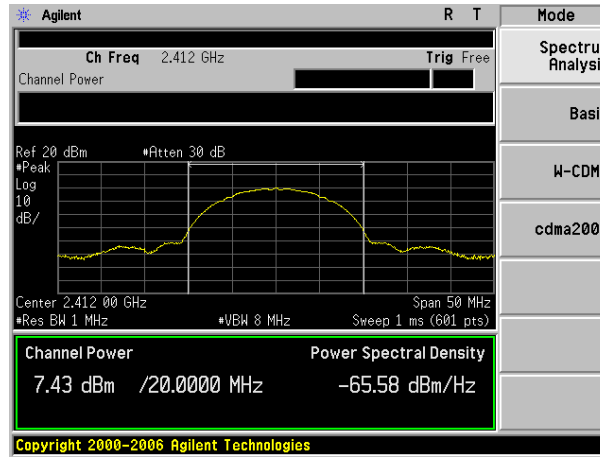 Agilent R T Mode
Ch Freq 2.412 GHz Trig Free
Channel Power
Spectru
Analysi
Basi
W-CDM
cdma200
Ref 20 dBm #Atten 30 dB
#Peak
Log
10
dB/
Center 2.412 00 GHz Span 50 MHz
#Res BW 1 MHz #VBW 8 MHz Sweep 1 ms (601 pts)
Channel Power Power Spectral Density
7.43 dBm /20.0000 MHz -65.58 dBm/Hz
Copyright 2000-2006 Agilent Technologies